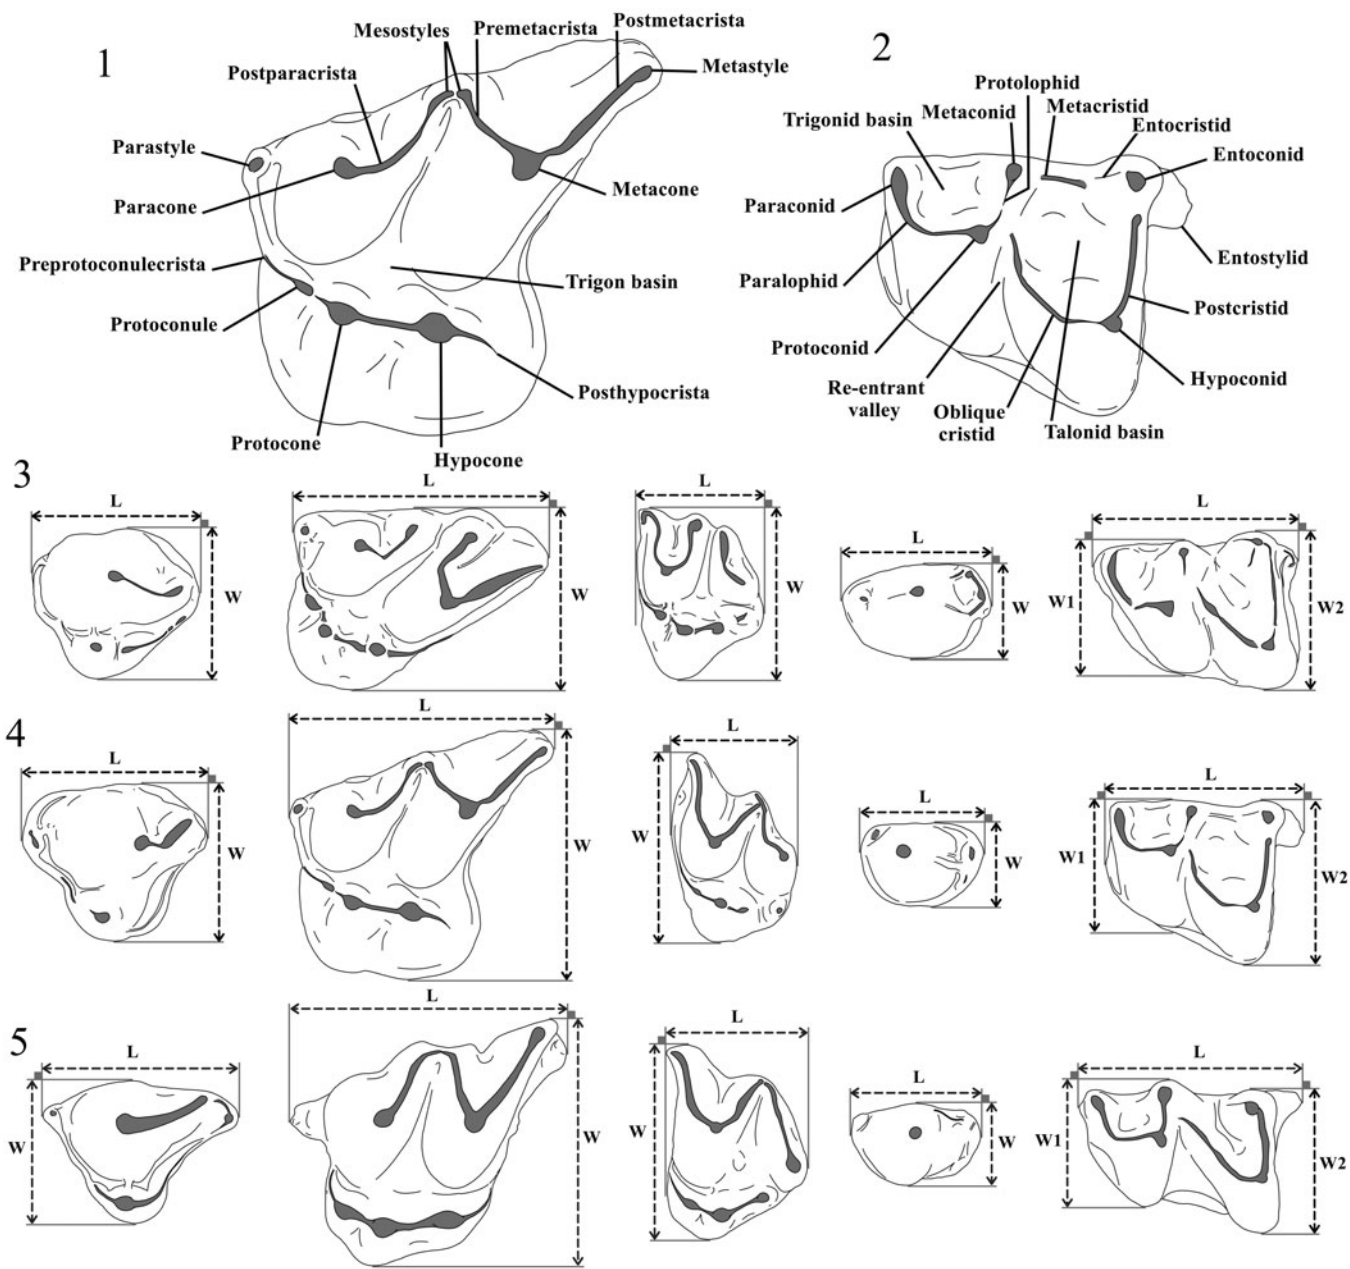 1
Mesostyles
Premetacrista
Postmetacrista
Postparacrista
Metastyle
Parastyle
Paracone
Metacone
Preprotoconulecrista
Trigon basin
Protoconule
Posthypocrista
Protocone
Hypocone
2
Protolophid
Trigonid basin
Metaconid
Metacristid
Entocristid
Entoconid
Paraconid
Entostylid
Paralophid
Postcristid
Protoconid
Hypoconid
Re-entrant
valley
Oblique
cristid
Talonid basin
3
L
W
L
W
L
W
L
W
L
W1
W2
4
L
W
L
W
L
W
L
W
L
W1
W2
5
L
W
L
W
L
W
L
W
L
W1
W2